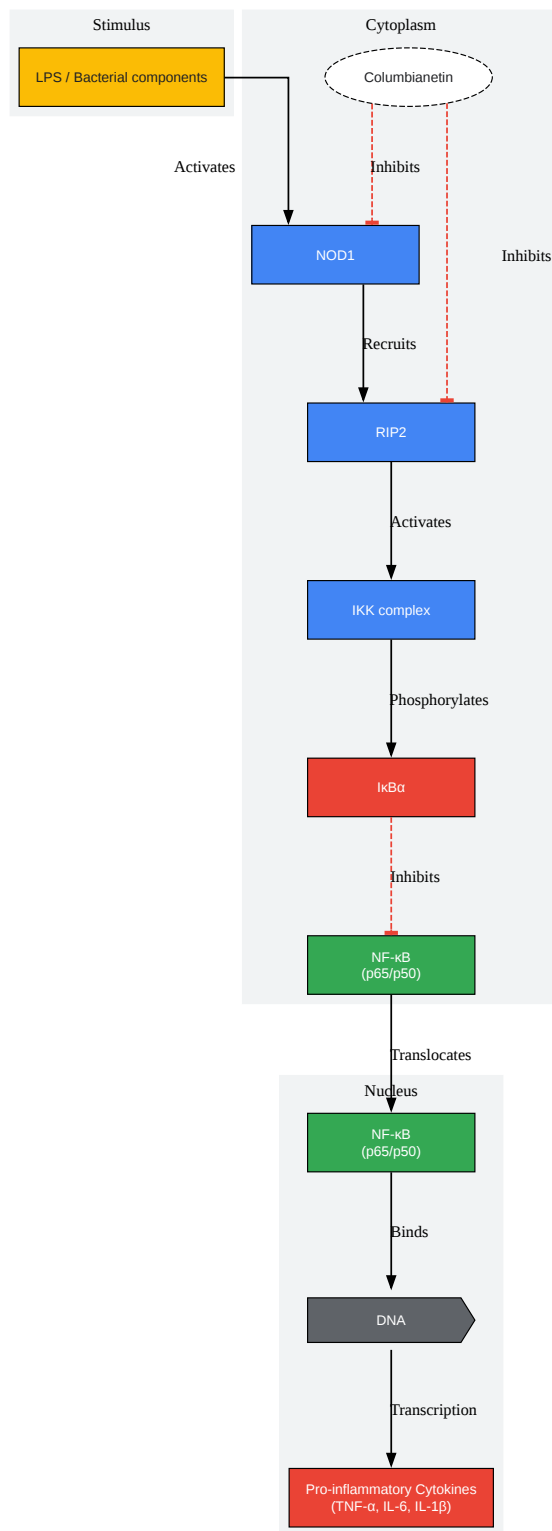 Stimulus
Cytoplasm
LPS / Bacterial components
Columbianetin
Activates
Inhibits
NOD1
Inhibits
Recruits
RIP2
Activates
IKK complex
Phosphorylates
IκBα
Inhibits
NF-κB
(p65/p50)
Translocates
Nucleus
NF-κB
(p65/p50)
Binds
DNA
Transcription
Pro-inflammatory Cytokines
(TNF-α, IL-6, IL-1β)